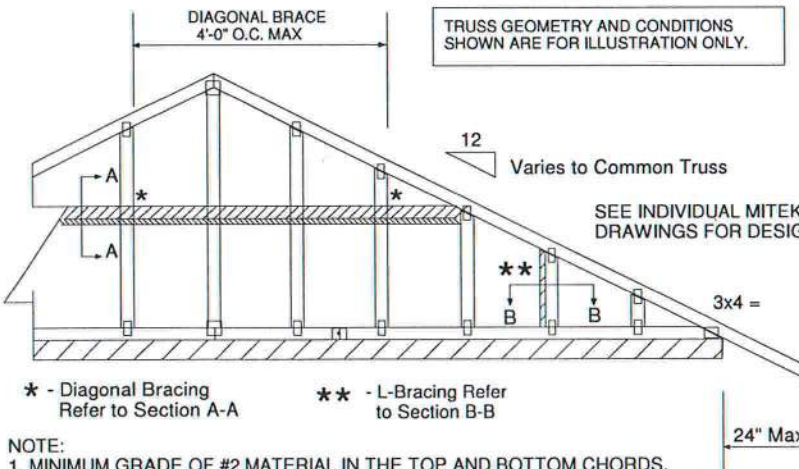 DIAGONAL BRACE
4'-0" O.C. MAX
TRUSS GEOMETRY AND CONDITIONS
SHOWN ARE FOR ILLUSTRATION ONLY.
12
Varies to Common Truss
A
*
*
SEE INDIVIDUAL MITEK
DRAWINGS FOR DESIG
A
**
B
B
3x4 =
* - Diagonal Bracing
Refer to Section A-A
** - L-Bracing Refer
to Section B-B
24" Max
NOTE:
1. MINIMUM GRADE OF #2 MATERIAL IN THE TOP AND BOTTOM CHORDS.